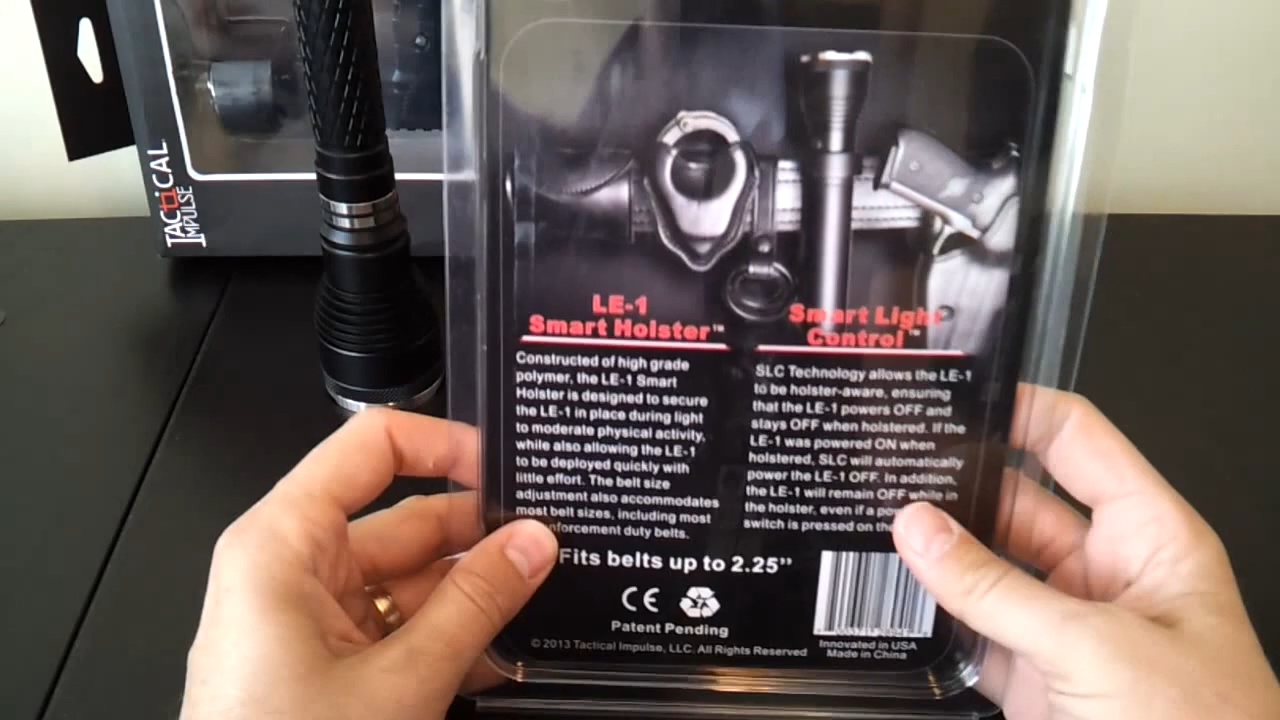 TACTICAL
IMPULSE
LE-1
Smart Holster™
Constructed of high grade
polymer, the LE-1 Smart
Holster is designed to secure
the LE-1 in place during light
to moderate physical activity,
while also allowing the LE-1
to be deployed quickly with
little effort. The belt size
adjustment also accommodates
most belt sizes, including most
nforcement duty belts.
Smart Light
Control™
SLC Technology allows the LE-1
to be holster-aware, ensuring
that the LE-1 powers OFF and
stays OFF when holstered. If the
LE-1 was powered ON when
holstered, SLC will automatically
power the LE-1 OFF. In addition,
the LE-1 will remain OFF while in
the holster, even if a
switch is pressed on
Fits belts up to 2.25”
CE
Patent Pending
© 2013 Tactical Impulse, LLC. All Rights Reserved
Innovated in USA
Made in China